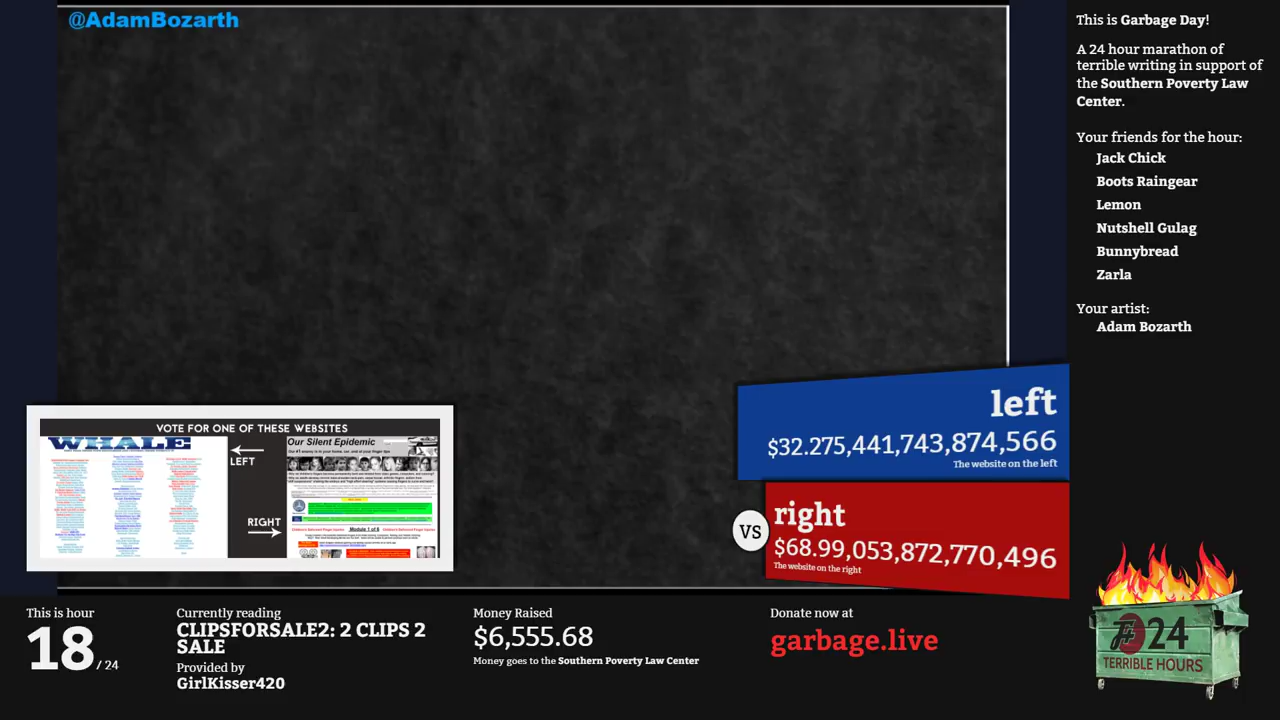 @AdamBozarth
This is Garbage Day!
A 24 hour marathon of
terrible writing in support of
the Southern Poverty Law
Center.
Your friends for the hour:
Jack Chick
Boots Raingear
Lemon
Nutshell Gulag
Bunnybread
Zarla
Your artist:
Adam Bozarth
VOTE FOR ONE OF THESE WEBSITES
WHALE
LEFT
RIGHT
Our Silent Epidemic
Module 1 of 8
left
$32.275,441,743,874,566
The website on the left
VS
right
$68.99,053,872,770,496
The website on the right
This is hour
18 / 24
Currently reading
CLIPSFORSALE2: 2 CLIPS 2
SALE
Provided by
GirlKisser420
Money Raised
$6,555.68
Money goes to the Southern Poverty Law Center
Donate now at
garbage.live
24
TERRIBLE HOURS